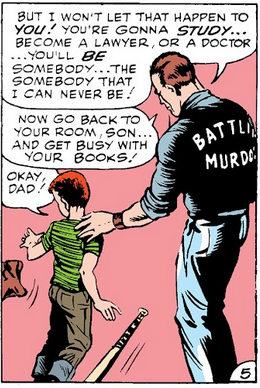 BUT I WON'T LET THAT HAPPEN TO
YOU! YOU'RE GONNA STUDY...
BECOME A LAWYER, OR A DOCTOR
...YOU'LL BE
SOMEBODY...THE
SOMEBODY THAT
I CAN NEVER BE!
NOW GO BACK TO
YOUR ROOM, SON...
AND GET BUSY WITH
YOUR BOOKS!
OKAY,
DAD!
BATTLI
MURDO
5